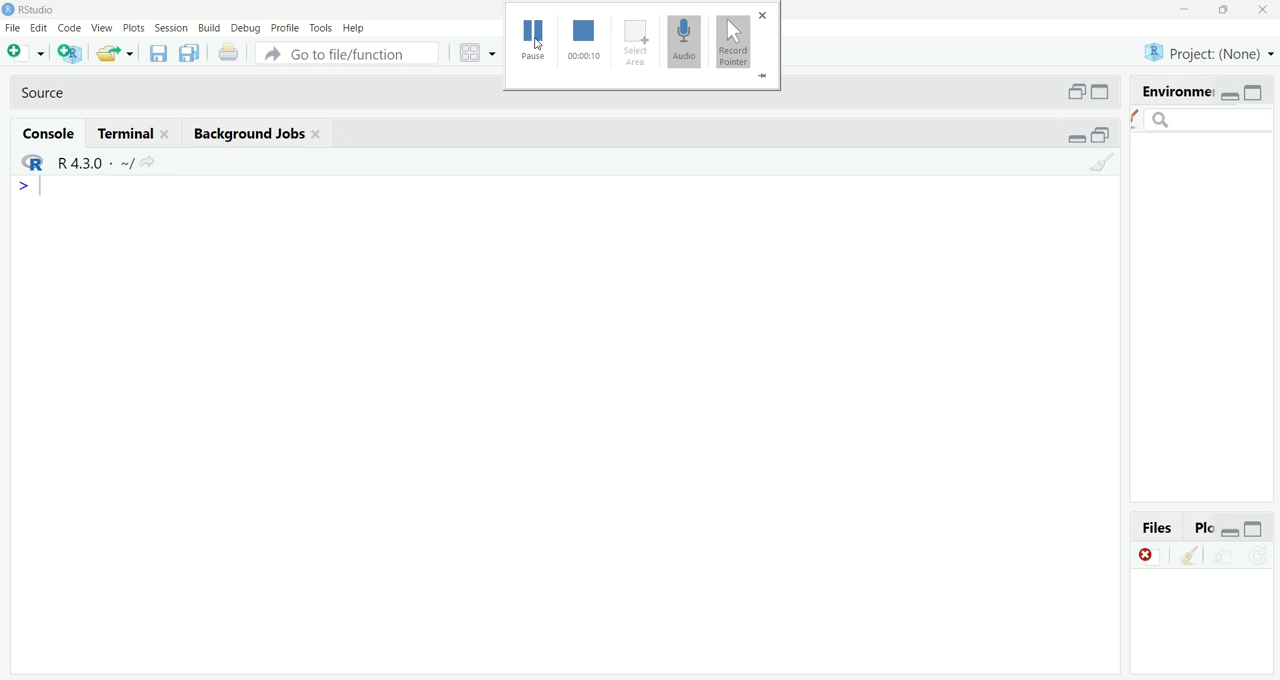 RStudio
File Edit Code View Plots Session Build Debug Profile Tools Help
Pause
00:00:10
Select
Area
Audio
Record
Pointer
Go to file/function
Project: (None)
Source
Console
Terminal
Background Jobs
R 4.3.0 · ~/
>
Environme
Files
Plo